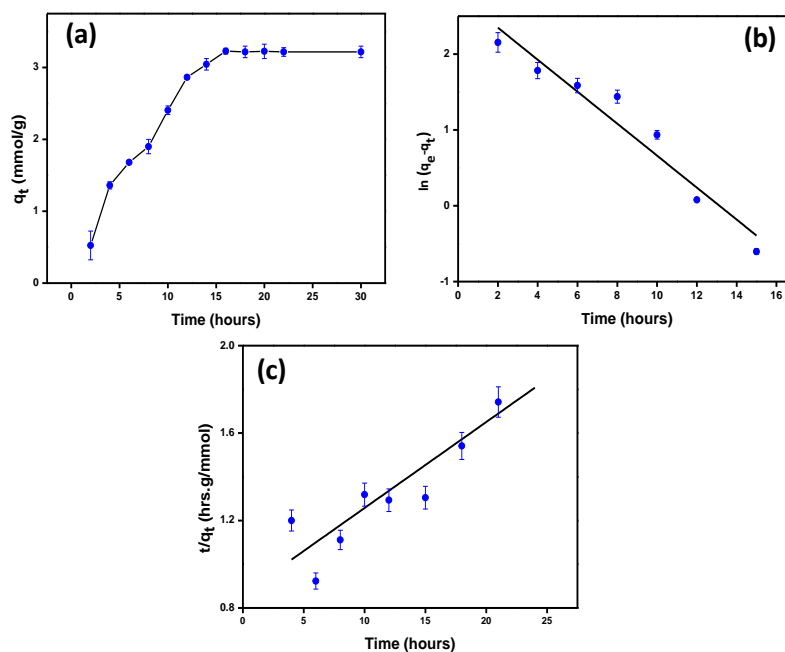 (a)
3
2
1
0
q_t (mmol/g)
0 5 10 15 20 25 30
Time (hours)
(b)
2
1
0
-1
ln (q_e-q_t)
0 2 4 6 8 10 12 14 16
Time (hours)
(c)
2.0
1.6
1.2
0.8
t/q_t (hrs.g/mmol)
0 5 10 15 20 25
Time (hours)